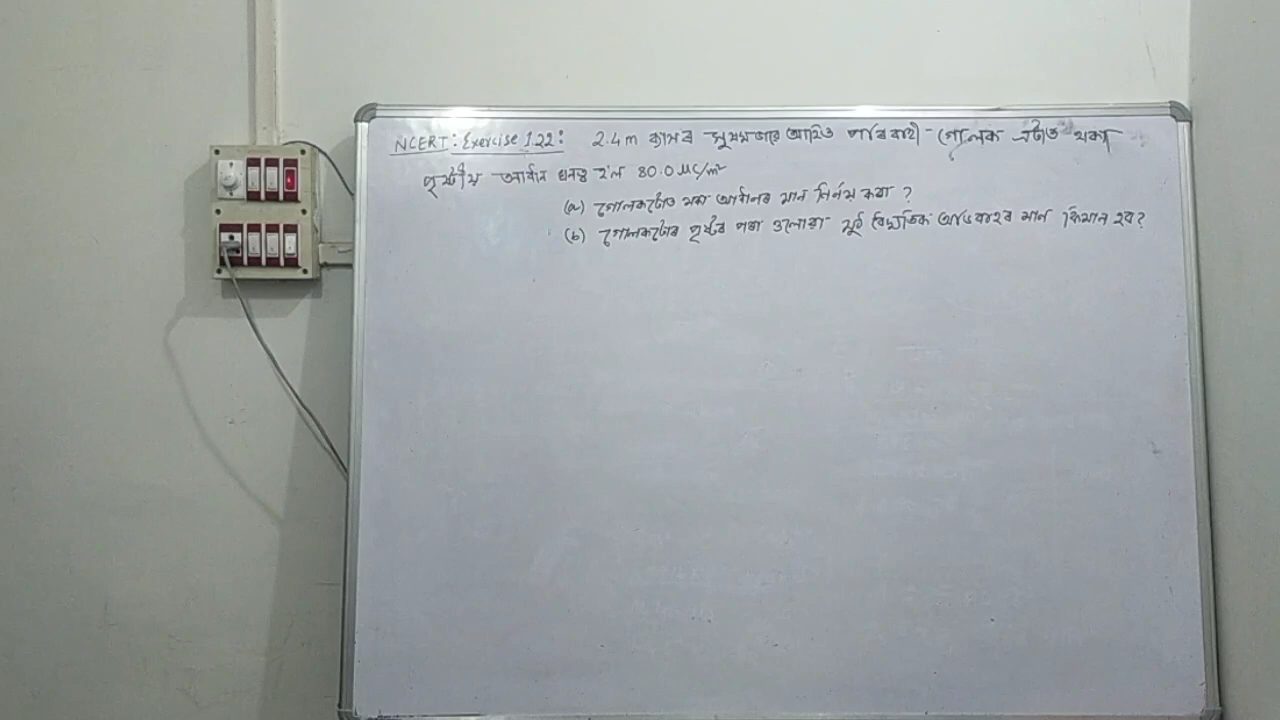 NCERT: Exercise 1.22: 2.4 m ব্যাসৰ সুষমভাৱে আহিত পৰিবাহী গোলক এটাত থকা
পৃষ্ঠীয় আধান ঘনত্ব হ'ল 80.0 μC/m²
(a) গোলকটোত থকা আধানৰ মান নিৰ্ণয় কৰা ?
(b) গোলকটোৰ পৃষ্ঠৰ পৰা ওলোৱা মুঠ বৈদ্যুতিক অভিবাহৰ মান কিমান হব?